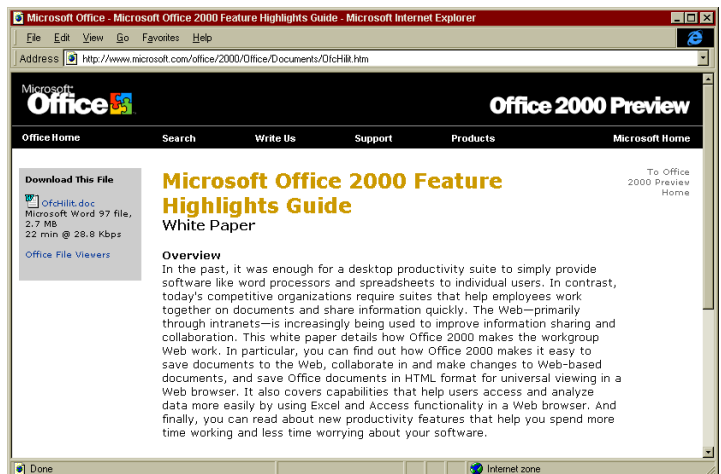 Microsoft Office - Microsoft Office 2000 Feature Highlights Guide - Microsoft Internet Explorer
File Edit View Go Favorites Help
Address http://www.microsoft.com/office/2000/Office/Documents/OfcHilit.htm
Microsoft
Office
Office 2000 Preview
Office Home Search Write Us Support Products Microsoft Home
Download This File
OfcHilit.doc
Microsoft Word 97 file,
2.7 MB
22 min @ 28.8 Kbps
Office File Viewers
Microsoft Office 2000 Feature
Highlights Guide
White Paper
To Office
2000 Preview
Home
Overview
In the past, it was enough for a desktop productivity suite to simply provide
software like word processors and spreadsheets to individual users. In contrast,
today's competitive organizations require suites that help employees work
together on documents and share information quickly. The Web—primarily
through intranets—is increasingly being used to improve information sharing and
collaboration. This white paper details how Office 2000 makes the workgroup
Web work. In particular, you can find out how Office 2000 makes it easy to
save documents to the Web, collaborate in and make changes to Web-based
documents, and save Office documents in HTML format for universal viewing in a
Web browser. It also covers capabilities that help users access and analyze
data more easily by using Excel and Access functionality in a Web browser. And
finally, you can read about new productivity features that help you spend more
time working and less time worrying about your software.
Done Internet zone